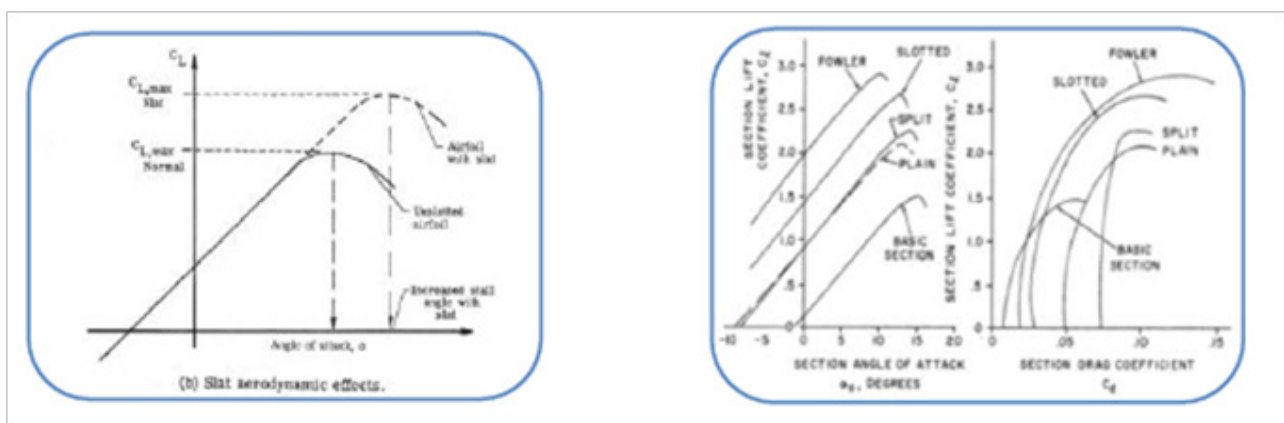 C_L
C_L,max
Slat
C_L,max
Normal
Airfoil
with slat
Unslotted
airfoil
Increased stall
angle with
slat
Angle of attack, α
(b) Slat aerodynamic effects.
SECTION LIFT
COEFFICIENT, C_l
3.0
2.5
2.0
1.5
1.0
.5
0
-10 -5 0 5 10 15 20
FOWLER
SLOTTED
SPLIT
PLAIN
BASIC
SECTION
SECTION ANGLE OF ATTACK
α_o, DEGREES
SECTION LIFT COEFFICIENT, C_l
3.0
2.5
2.0
1.5
1.0
.5
0
0 .05 .10 .15
FOWLER
SLOTTED
SPLIT
PLAIN
BASIC
SECTION
SECTION DRAG COEFFICIENT
C_d